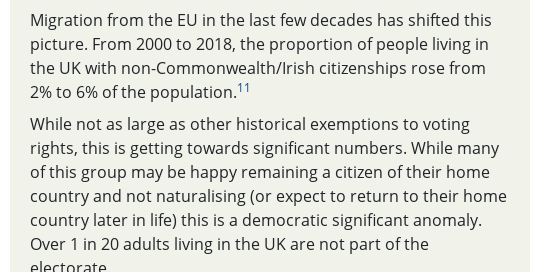 Migration from the EU in the last few decades has shifted this
picture. From 2000 to 2018, the proportion of people living in
the UK with non-Commonwealth/Irish citizenships rose from
2% to 6% of the population.11
While not as large as other historical exemptions to voting
rights, this is getting towards significant numbers. While many
of this group may be happy remaining a citizen of their home
country and not naturalising (or expect to return to their home
country later in life) this is a democratic significant anomaly.
Over 1 in 20 adults living in the UK are not part of the
electorate.